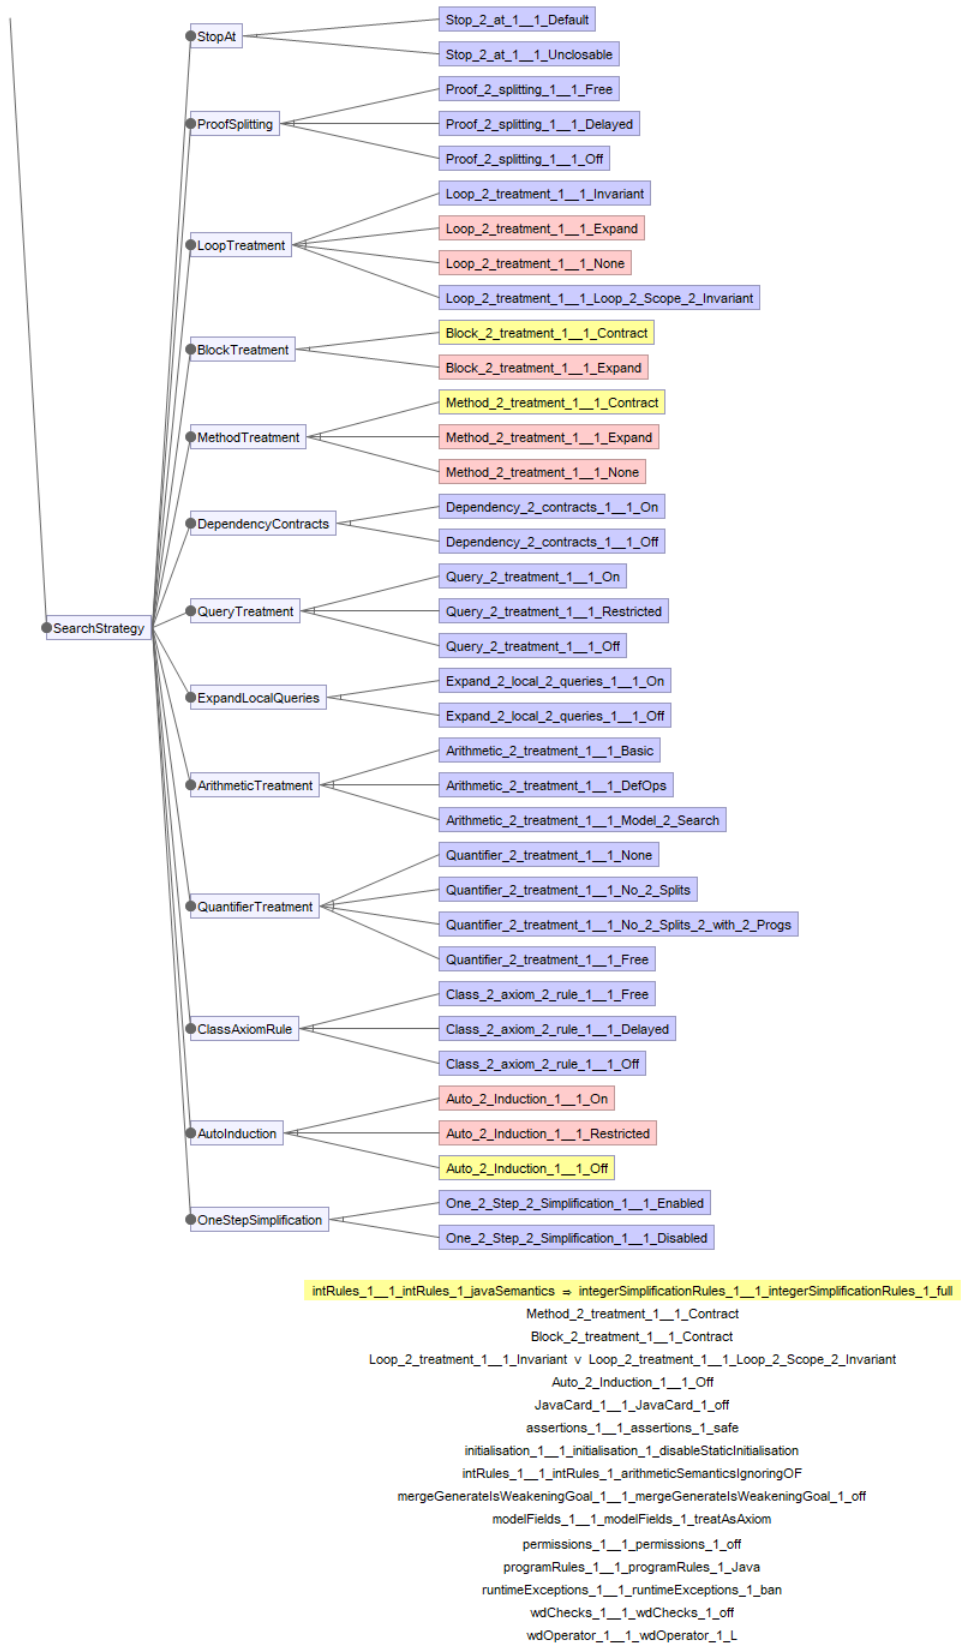 Stop_2_at_1__1_Default
StopAt
Stop_2_at_1__1_Unclosable
Proof_2_splitting_1__1_Free
ProofSplitting
Proof_2_splitting_1__1_Delayed
Proof_2_splitting_1__1_Off
Loop_2_treatment_1__1_Invariant
Loop_2_treatment_1__1_Expand
LoopTreatment
Loop_2_treatment_1__1_None
Loop_2_treatment_1__1_Loop_2_Scope_2_Invariant
Block_2_treatment_1__1_Contract
BlockTreatment
Block_2_treatment_1__1_Expand
Method_2_treatment_1__1_Contract
MethodTreatment
Method_2_treatment_1__1_Expand
Method_2_treatment_1__1_None
Dependency_2_contracts_1__1_On
DependencyContracts
Dependency_2_contracts_1__1_Off
Query_2_treatment_1__1_On
QueryTreatment
Query_2_treatment_1__1_Restricted
SearchStrategy
Query_2_treatment_1__1_Off
Expand_2_local_2_queries_1__1_On
ExpandLocalQueries
Expand_2_local_2_queries_1__1_Off
Arithmetic_2_treatment_1__1_Basic
ArithmeticTreatment
Arithmetic_2_treatment_1__1_DefOps
Arithmetic_2_treatment_1__1_Model_2_Search
Quantifier_2_treatment_1__1_None
Quantifier_2_treatment_1__1_No_2_Splits
QuantifierTreatment
Quantifier_2_treatment_1__1_No_2_Splits_2_with_2_Progs
Quantifier_2_treatment_1__1_Free
Class_2_axiom_2_rule_1__1_Free
ClassAxiomRule
Class_2_axiom_2_rule_1__1_Delayed
Class_2_axiom_2_rule_1__1_Off
Auto_2_Induction_1__1_On
AutoInduction
Auto_2_Induction_1__1_Restricted
Auto_2_Induction_1__1_Off
One_2_Step_2_Simplification_1__1_Enabled
OneStepSimplification
One_2_Step_2_Simplification_1__1_Disabled
intRules_1__1_intRules_1_javaSemantics ⇒ integerSimplificationRules_1__1_integerSimplificationRules_1_full
Method_2_treatment_1__1_Contract
Block_2_treatment_1__1_Contract
Loop_2_treatment_1__1_Invariant ∨ Loop_2_treatment_1__1_Loop_2_Scope_2_Invariant
Auto_2_Induction_1__1_Off
JavaCard_1__1_JavaCard_1_off
assertions_1__1_assertions_1_safe
initialisation_1__1_initialisation_1_disableStaticInitialisation
intRules_1__1_intRules_1_arithmeticSemanticsIgnoringOF
mergeGenerateIsWeakeningGoal_1__1_mergeGenerateIsWeakeningGoal_1_off
modelFields_1__1_modelFields_1_treatAsAxiom
permissions_1__1_permissions_1_off
programRules_1__1_programRules_1_Java
runtimeExceptions_1__1_runtimeExceptions_1_ban
wdChecks_1__1_wdChecks_1_off
wdOperator_1__1_wdOperator_1_L